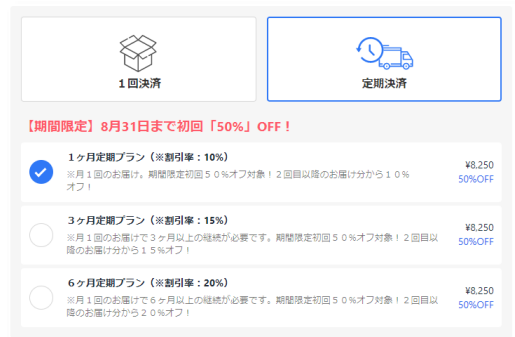 1回決済
定期決済
【期間限定】8月31日まで初回「50%」OFF！
1ヶ月定期プラン（※割引率：10%）
※月１回のお届け。期間限定初回５０％オフ対象！２回目以降のお届け分から１０％
オフ！
¥8,250
50%OFF
3ヶ月定期プラン（※割引率：15%）
※月１回のお届けで３ヶ月以上の継続が必要です。期間限定初回５０％オフ対象！２回目以
降のお届け分から１５％オフ！
¥8,250
50%OFF
6ヶ月定期プラン（※割引率：20%）
※月１回のお届けで６ヶ月以上の継続が必要です。期間限定初回５０％オフ対象！２回目以
降のお届け分から２０％オフ！
¥8,250
50%OFF